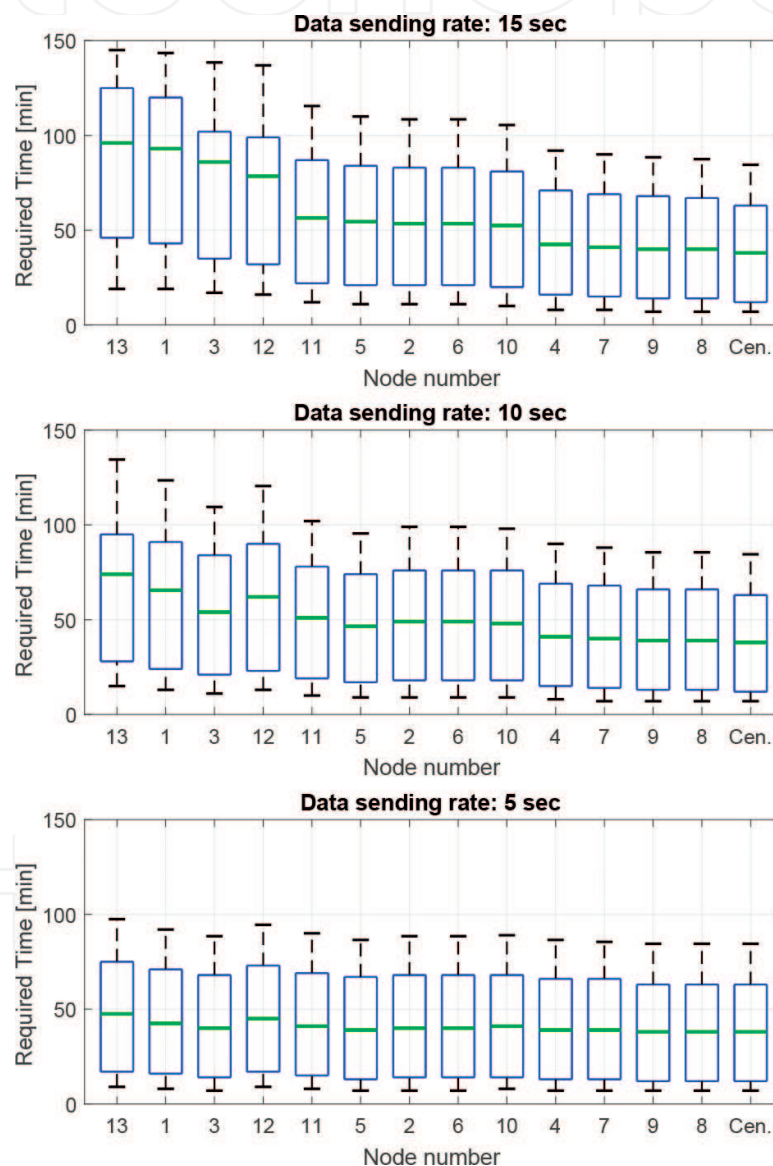 Data sending rate: 15 sec
150
100
50
0
Required Time [min]
13 1 3 12 11 5 2 6 10 4 7 9 8 Cen.
Node number
Data sending rate: 10 sec
150
100
50
0
Required Time [min]
13 1 3 12 11 5 2 6 10 4 7 9 8 Cen.
Node number
Data sending rate: 5 sec
150
100
50
0
Required Time [min]
13 1 3 12 11 5 2 6 10 4 7 9 8 Cen.
Node number